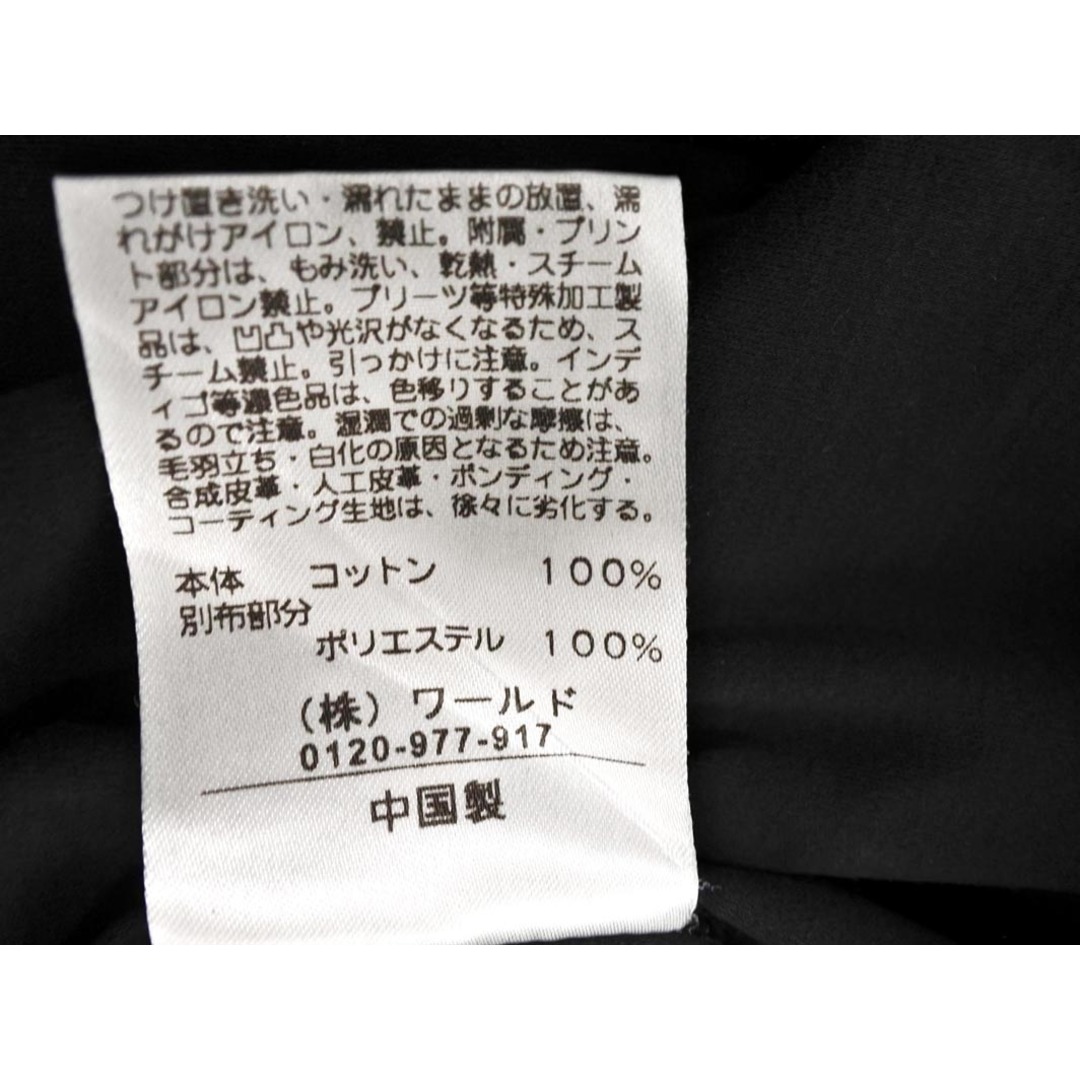 つけ置き洗い・濡れたままの放置、濡
れがけアイロン、禁止。附属・プリン
ト部分は、もみ洗い、乾熱・スチーム
アイロン禁止。プリーツ等特殊加工製
品は、凹凸や光沢がなくなるため、ス
チーム禁止。引っかけに注意。インデ
ィゴ等濃色品は、色移りすることがあ
るので注意。湿潤での過剰な摩擦は、
毛羽立ち・白化の原因となるため注意。
合成皮革・人工皮革・ボンディング・
コーティング生地は、徐々に劣化する。
本体 コットン 100%
別布部分
ポリエステル 100%
(株)ワールド
0120-977-917
中国製